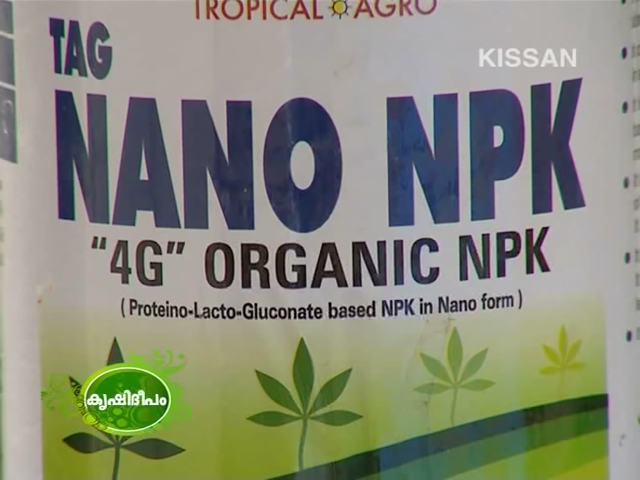 TROPICAL AGRO
KISSAN
TAG
NANO NPK
"4G" ORGANIC NPK
( Proteino-Lacto-Gluconate based NPK in Nano form )
കൃഷിദീപം